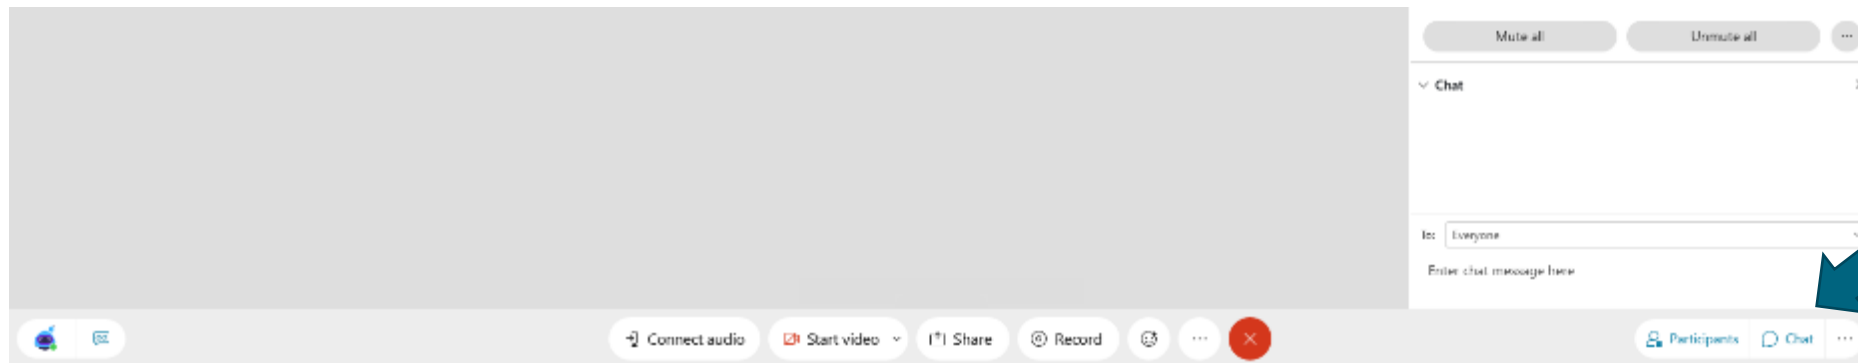 Mute all
Unmute all
Chat
To: Everyone
Enter chat message here
Connect audio
Start video
Share
Record
Participants
Chat